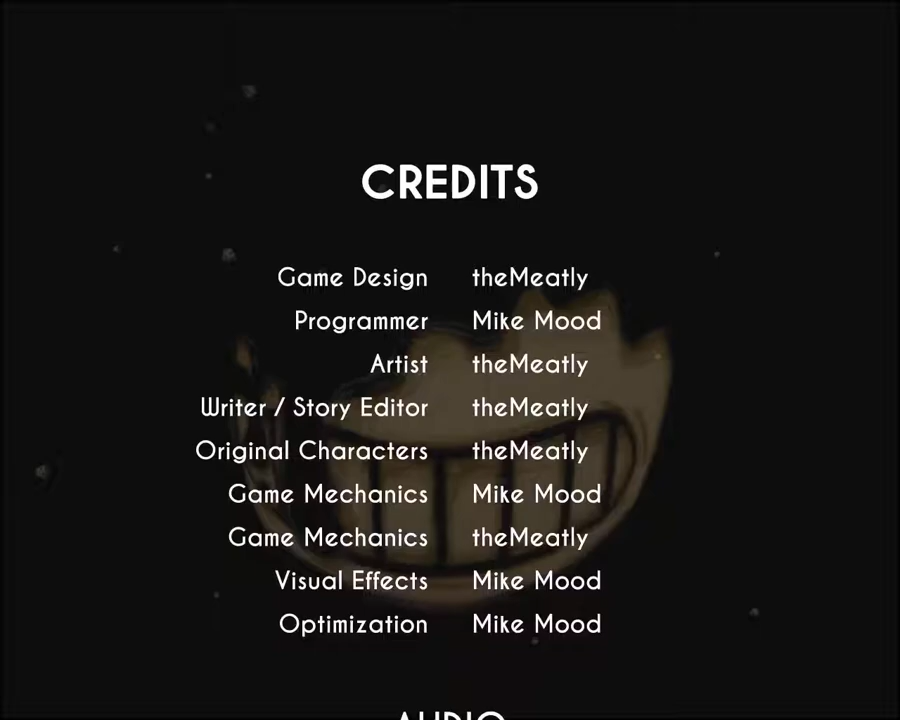 CREDITS
Game Design theMeatly
Programmer Mike Mood
Artist theMeatly
Writer / Story Editor theMeatly
Original Characters theMeatly
Game Mechanics Mike Mood
Game Mechanics theMeatly
Visual Effects Mike Mood
Optimization Mike Mood
AUDIO